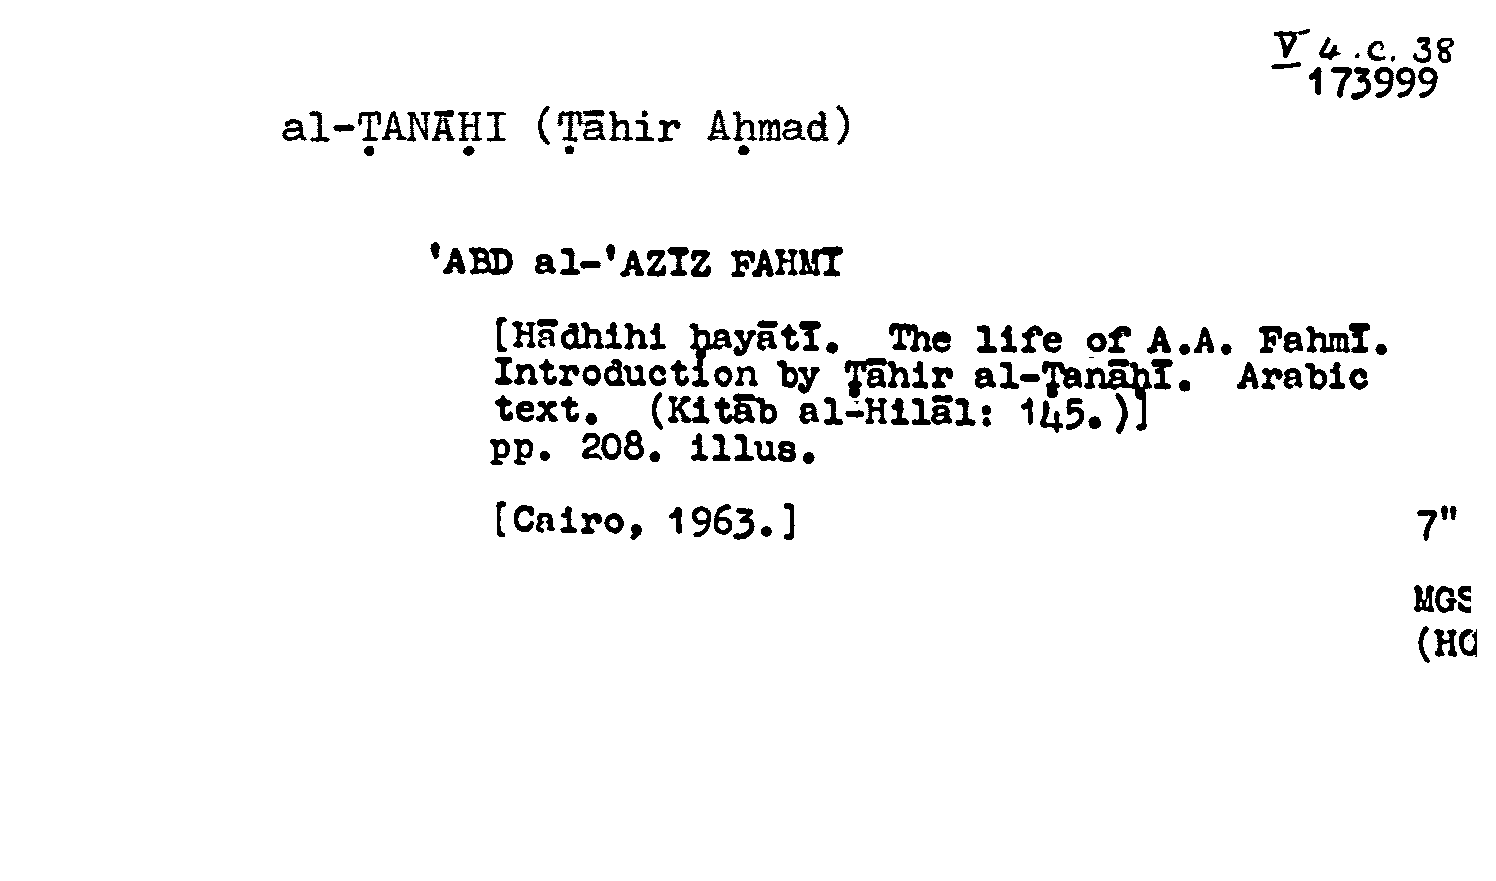 V 4.c. 38
173999
al-ṬANĀḤI (Ṭāhir Aḥmad)
'ABD al-'AZĪZ FAHMĪ
[Hādhihi ḥayātī. The life of A.A. Fahmī.
Introduction by Ṭāhir al-Ṭanāḥī. Arabic
text. (Kitāb al-Hilāl: 145.)]
pp. 208. illus.
[Cairo, 1963.]
7"
MGS
(HC